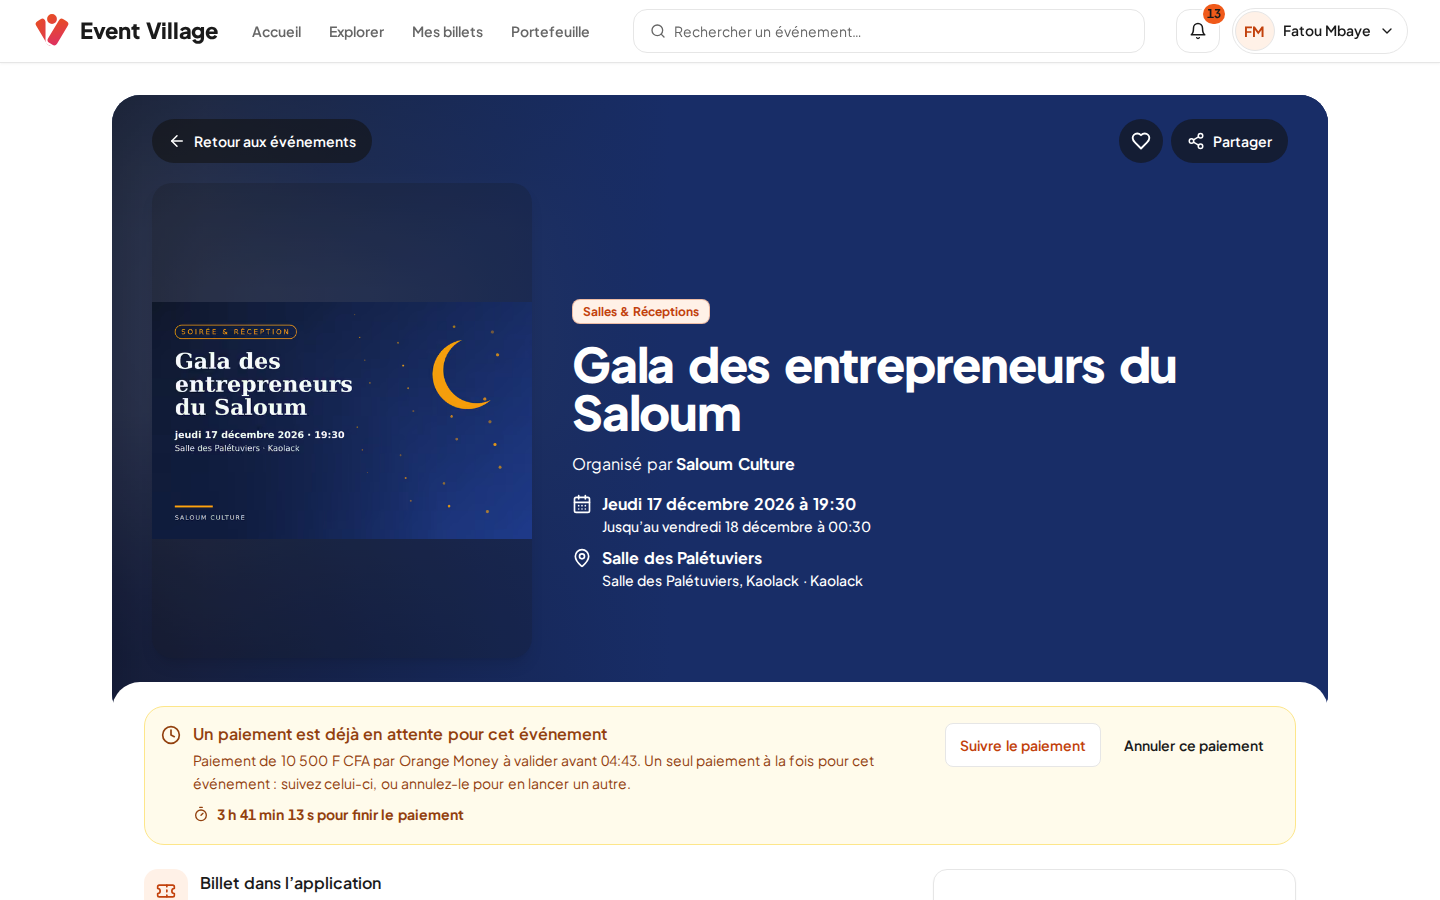 Event Village
Accueil
Explorer
Mes billets
Portefeuille
Rechercher un événement...
13
FM
Fatou Mbaye
Retour aux événements
Partager
SOIRÉE & RÉCEPTION
Gala des
entrepreneurs
du Saloum
jeudi 17 décembre 2026 · 19:30
Salle des Palétuviers · Kaolack
SALOUM CULTURE
Salles & Réceptions
Gala des entrepreneurs du
Saloum
Organisé par Saloum Culture
Jeudi 17 décembre 2026 à 19:30
Jusqu'au vendredi 18 décembre à 00:30
Salle des Palétuviers
Salle des Palétuviers, Kaolack · Kaolack
Un paiement est déjà en attente pour cet événement
Paiement de 10 500 F CFA par Orange Money à valider avant 04:43. Un seul paiement à la fois pour cet
événement : suivez celui-ci, ou annulez-le pour en lancer un autre.
3 h 41 min 13 s pour finir le paiement
Suivre le paiement
Annuler ce paiement
Billet dans l'application